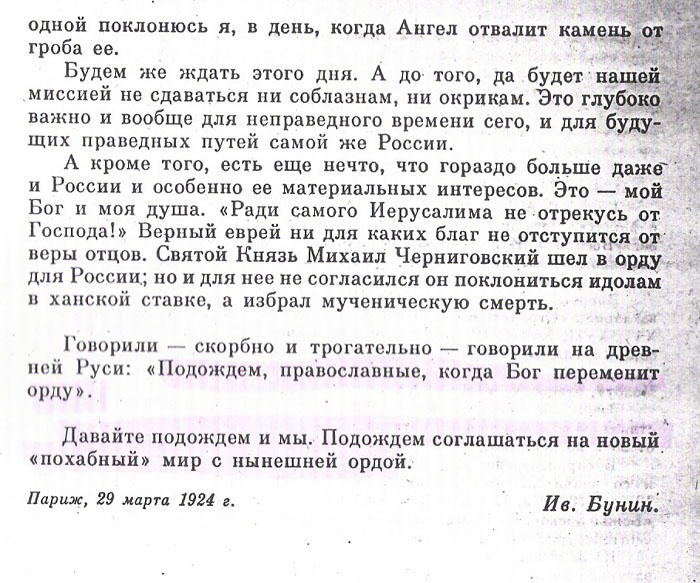 одной поклонюсь я, в день, когда Ангел отвалит камень от
гроба ее.
Будем же ждать этого дня. А до того, да будет нашей
миссией не сдаваться ни соблазнам, ни окрикам. Это глубоко
важно и вообще для неправедного времени сего, и для буду-
щих праведных путей самой же России.
А кроме того, есть еще нечто, что гораздо больше даже
и России и особенно ее материальных интересов. Это — мой
Бог и моя душа. «Ради самого Иерусалима не отрекусь от
Господа!» Верный еврей ни для каких благ не отступится от
веры отцов. Святой Князь Михаил Черниговский шел в орду
для России; но и для нее не согласился он поклониться идолам
в ханской ставке, а избрал мученическую смерть.
Говорили — скорбно и трогательно — говорили на древ-
ней Руси: «Подождем, православные, когда Бог переменит
орду».
Давайте подождем и мы. Подождем соглашаться на новый
«похабный» мир с нынешней ордой.
Париж, 29 марта 1924 г.
Ив. Бунин.